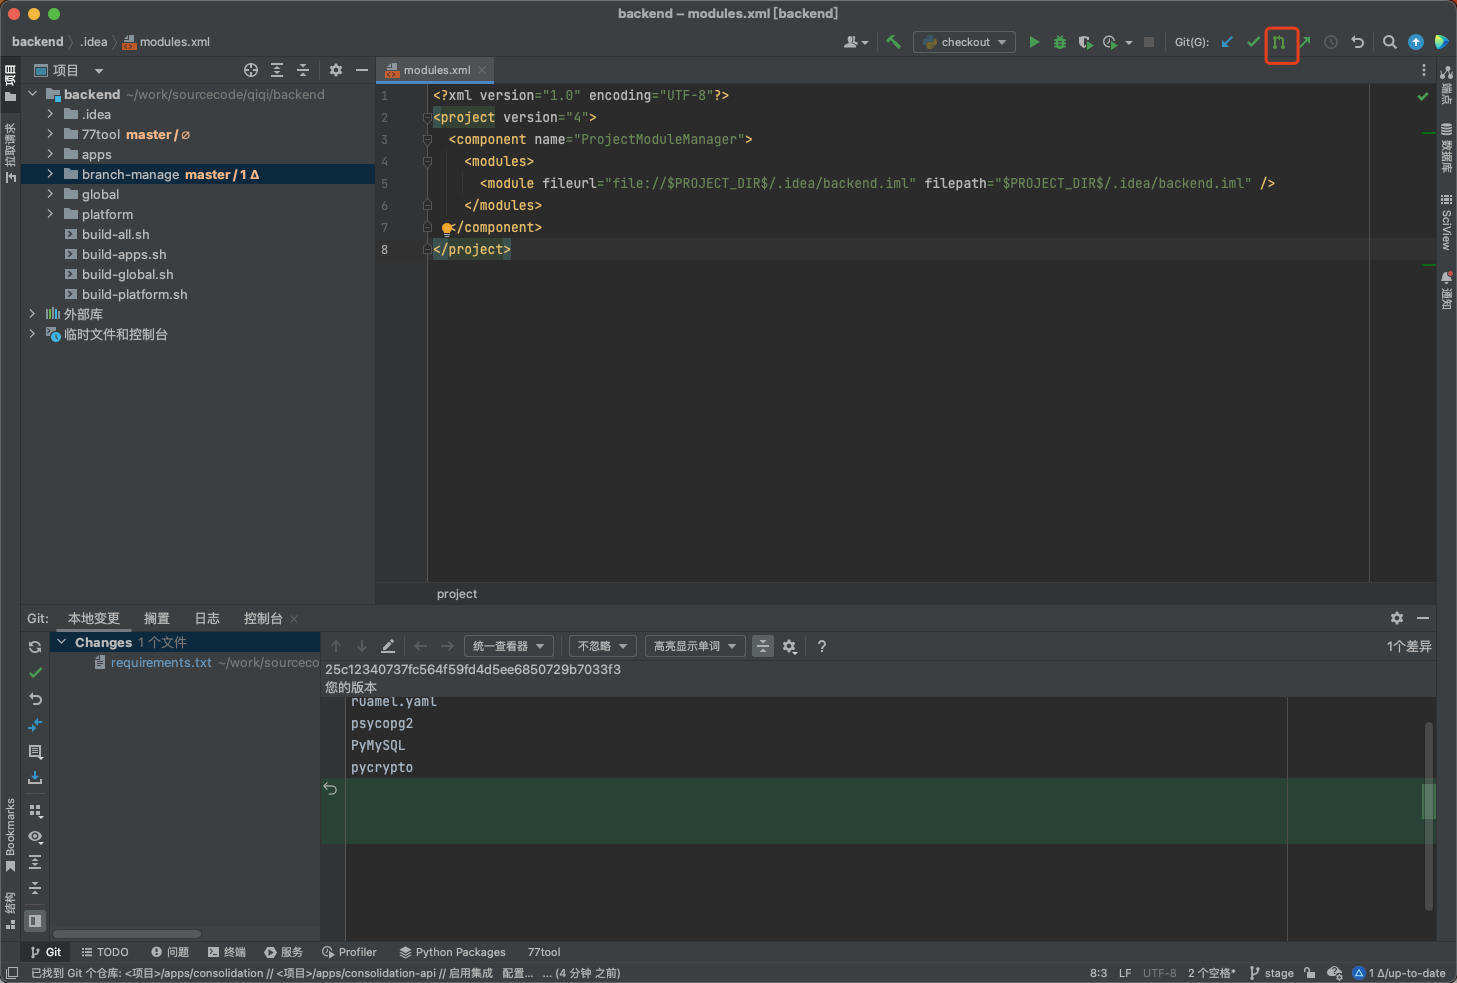 backend – modules.xml [backend]
backend
.idea
modules.xml
checkout
Git(G):
项目
项目
modules.xml
backend ~/work/sourcecode/qiqi/backend
.idea
77tool master / ∅
apps
branch-manage master / 1 Δ
global
platform
build-all.sh
build-apps.sh
build-global.sh
build-platform.sh
外部库
临时文件和控制台
拉取请求
1 <?xml version="1.0" encoding="UTF-8"?>
2 <project version="4">
3 <component name="ProjectModuleManager">
4 <modules>
5 <module fileurl="file://$PROJECT_DIR$/.idea/backend.iml" filepath="$PROJECT_DIR$/.idea/backend.iml" />
6 </modules>
7 </component>
8 </project>
端点
数据库
SciView
通知
project
Git: 本地变更 搁置 日志 控制台
Changes 1 个文件
requirements.txt ~/work/sourceco
统一查看器 不忽略 高亮显示单词 ? 1个差异
25c12340737fc564f59fd4d5ee6850729b7033f3
您的版本
ruamel.yaml
psycopg2
PyMySQL
pycrypto
Bookmarks
结构
Git TODO 问题 终端 服务 Profiler Python Packages 77tool
已找到 Git 个仓库: <项目>/apps/consolidation // <项目>/apps/consolidation-api // 启用集成 配置... ... (4 分钟 之前) 8:3 LF UTF-8 2 个空格* stage 1 Δ/up-to-date